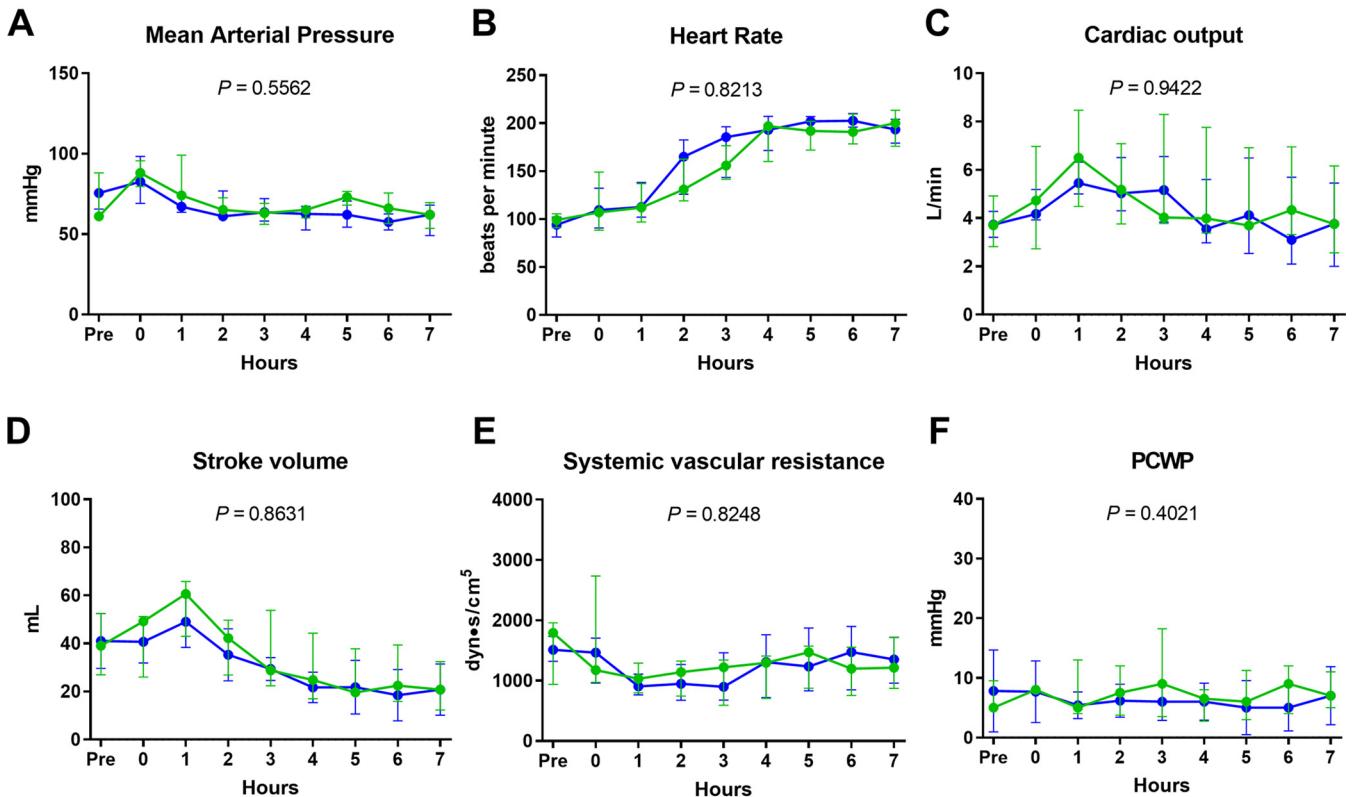 A
Mean Arterial Pressure
P = 0.5562
mmHg
150
100
50
0
Pre 0 1 2 3 4 5 6 7
Hours
B
Heart Rate
P = 0.8213
beats per minute
250
200
150
100
50
0
Pre 0 1 2 3 4 5 6 7
Hours
C
Cardiac output
P = 0.9422
L/min
10
8
6
4
2
0
Pre 0 1 2 3 4 5 6 7
Hours
D
Stroke volume
P = 0.8631
mL
100
80
60
40
20
0
Pre 0 1 2 3 4 5 6 7
Hours
E
Systemic vascular resistance
P = 0.8248
dyn•s/cm⁵
4000
3000
2000
1000
0
Pre 0 1 2 3 4 5 6 7
Hours
F
PCWP
P = 0.4021
mmHg
40
30
20
10
0
Pre 0 1 2 3 4 5 6 7
Hours